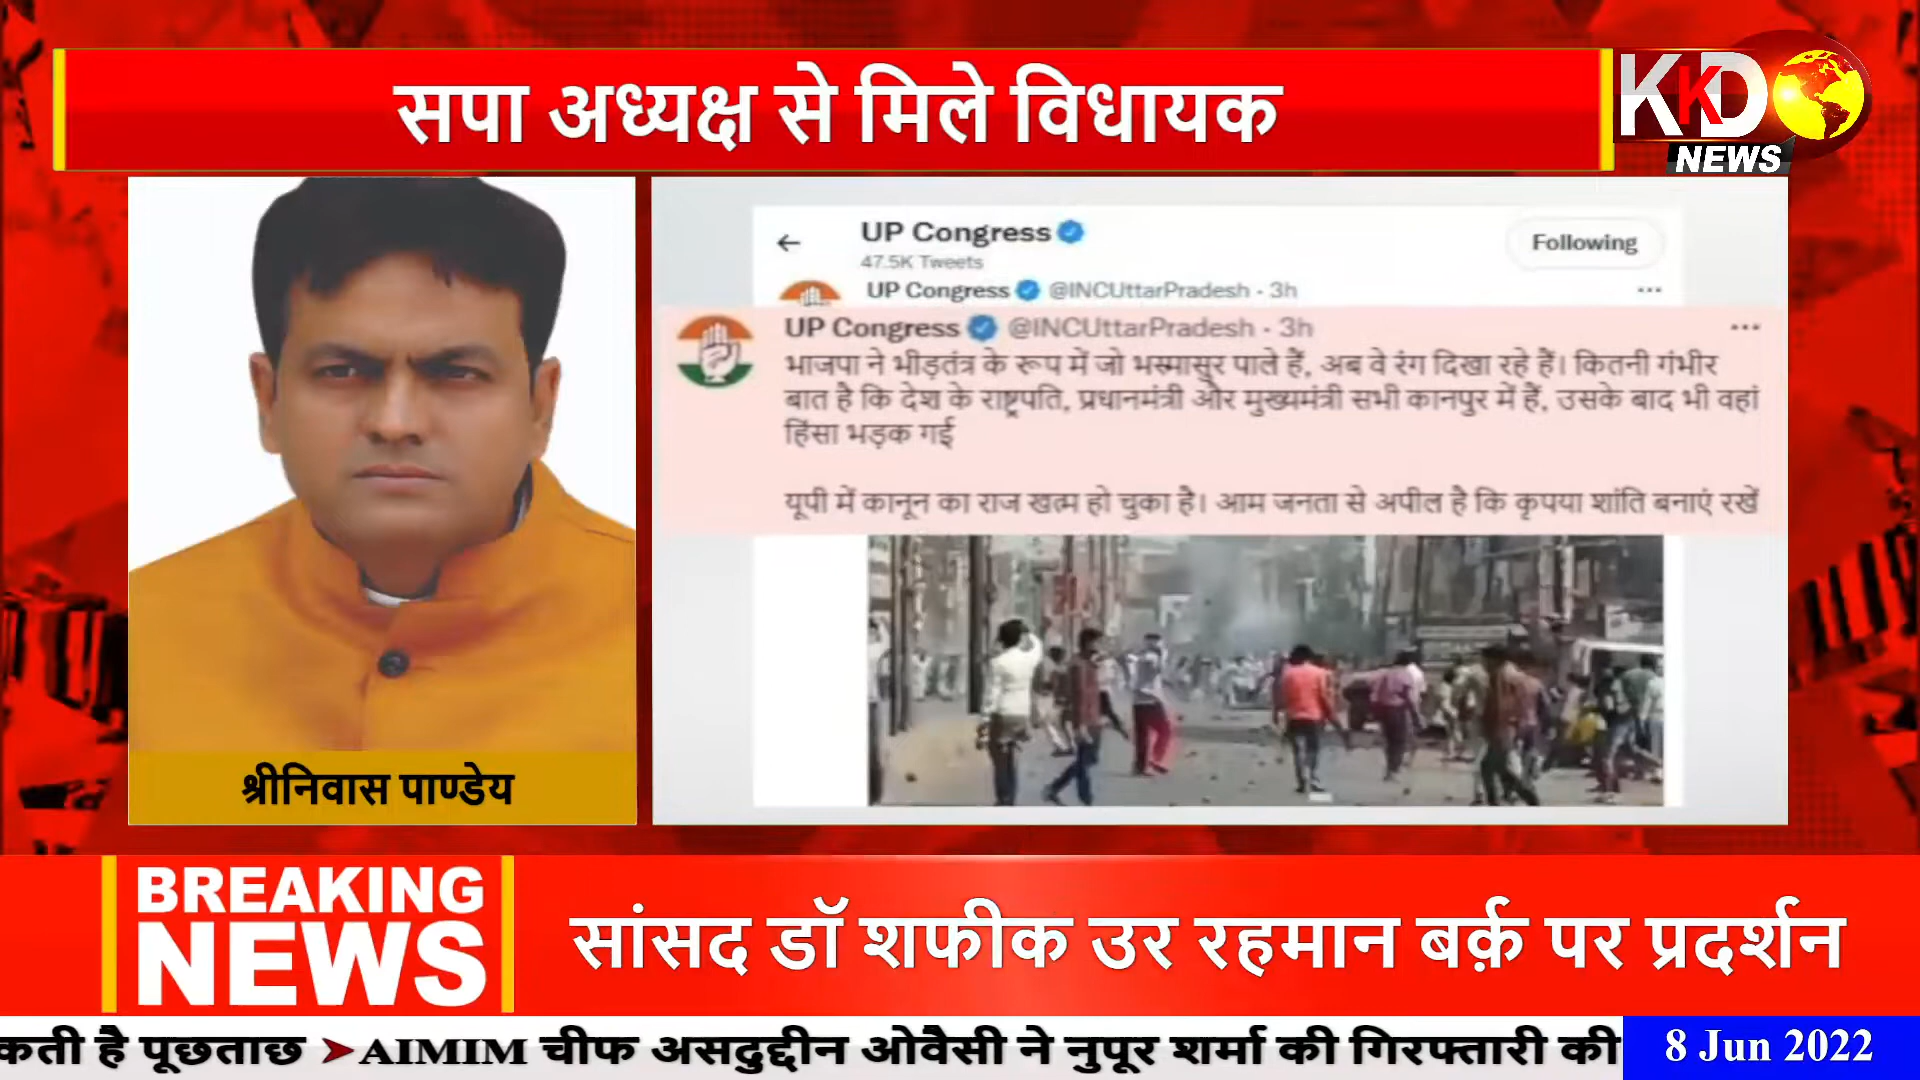 सपा अध्यक्ष से मिले विधायक
KKD
NEWS
UP Congress
47.5K Tweets
Following
UP Congress @INCUttarPradesh · 3h
UP Congress @INCUttarPradesh · 3h
भाजपा ने भीड़तंत्र के रूप में जो भस्मासुर पाले हैं, अब वे रंग दिखा रहे हैं। कितनी गंभीर
बात है कि देश के राष्ट्रपति, प्रधानमंत्री और मुख्यमंत्री सभी कानपुर में हैं, उसके बाद भी वहां
हिंसा भड़क गई
यूपी में कानून का राज खत्म हो चुका है। आम जनता से अपील है कि कृपया शांति बनाएं रखें
श्रीनिवास पाण्डेय
BREAKING
NEWS
सांसद डॉ शफीक उर रहमान बर्क़ पर प्रदर्शन
कती है पूछताछ ➤AIMIM चीफ असदुद्दीन ओवैसी ने नुपूर शर्मा की गिरफ्तारी की
8 Jun 2022